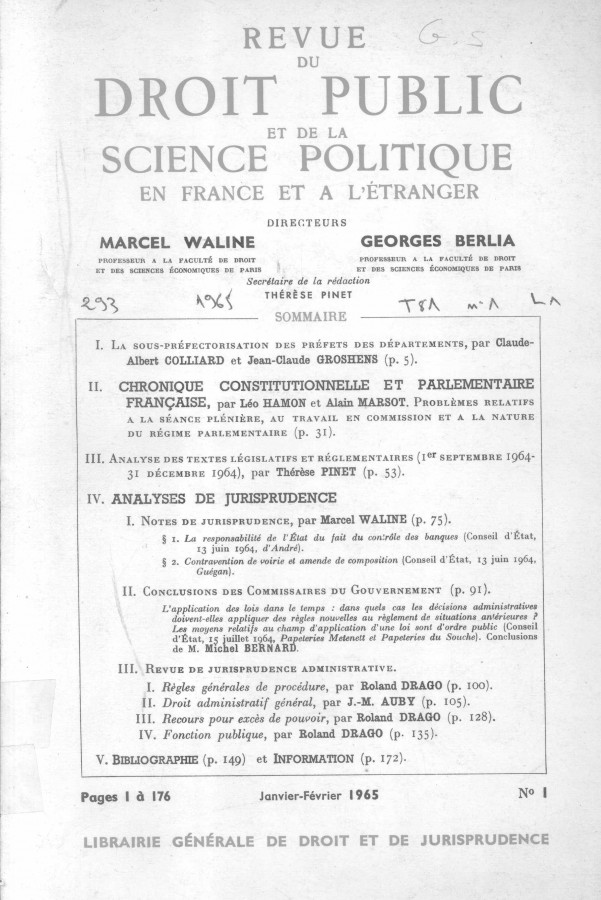 REVUE
G.S
DU
DROIT PUBLIC
ET DE LA
SCIENCE POLITIQUE
EN FRANCE ET A L'ÉTRANGER
DIRECTEURS
MARCEL WALINE
GEORGES BERLIA
PROFESSEUR A LA FACULTÉ DE DROIT
ET DES SCIENCES ÉCONOMIQUES DE PARIS
PROFESSEUR A LA FACULTÉ DE DROIT
ET DES SCIENCES ÉCONOMIQUES DE PARIS
Secrétaire de la rédaction
THÉRÈSE PINET
293 1965 T81 n-1 L1
SOMMAIRE
I. LA SOUS-PRÉFECTORISATION DES PRÉFETS DES DÉPARTEMENTS, par Claude-
Albert COLLIARD et Jean-Claude GROSHENS (p. 5).
II. CHRONIQUE CONSTITUTIONNELLE ET PARLEMENTAIRE
FRANÇAISE, par Léo HAMON et Alain MARSOT. PROBLÈMES RELATIFS
A LA SÉANCE PLÉNIÈRE, AU TRAVAIL EN COMMISSION ET A LA NATURE
DU RÉGIME PARLEMENTAIRE (p. 31).
III. ANALYSE DES TEXTES LÉGISLATIFS ET RÉGLEMENTAIRES (1er SEPTEMBRE 1964-
31 DÉCEMBRE 1964), par Thérèse PINET (p. 53).
IV. ANALYSES DE JURISPRUDENCE
I. NOTES DE JURISPRUDENCE, par Marcel WALINE (p. 75).
§ 1. La responsabilité de l'État du fait du contrôle des banques (Conseil d'État,
13 juin 1964, d'André).
§ 2. Contravention de voirie et amende de composition (Conseil d'État, 13 juin 1964,
Guégan).
II. CONCLUSIONS DES COMMISSAIRES DU GOUVERNEMENT (p. 91).
L'application des lois dans le temps : dans quels cas les décisions administratives
doivent-elles appliquer des règles nouvelles au règlement de situations antérieures ?
Les moyens relatifs au champ d'application d'une loi sont d'ordre public (Conseil
d'État, 15 juillet 1964, Papeteries Metenett et Papeteries du Souche). Conclusions
de M. Michel BERNARD.
III. REVUE DE JURISPRUDENCE ADMINISTRATIVE.
I. Règles générales de procédure, par Roland DRAGO (p. 100).
II. Droit administratif général, par J.-M. AUBY (p. 105).
III. Recours pour excès de pouvoir, par Roland DRAGO (p. 128).
IV. Fonction publique, par Roland DRAGO (p. 135).
V. BIBLIOGRAPHIE (p. 149) et INFORMATION (p. 172).
Pages 1 à 176 Janvier-Février 1965 No 1
LIBRAIRIE GÉNÉRALE DE DROIT ET DE JURISPRUDENCE